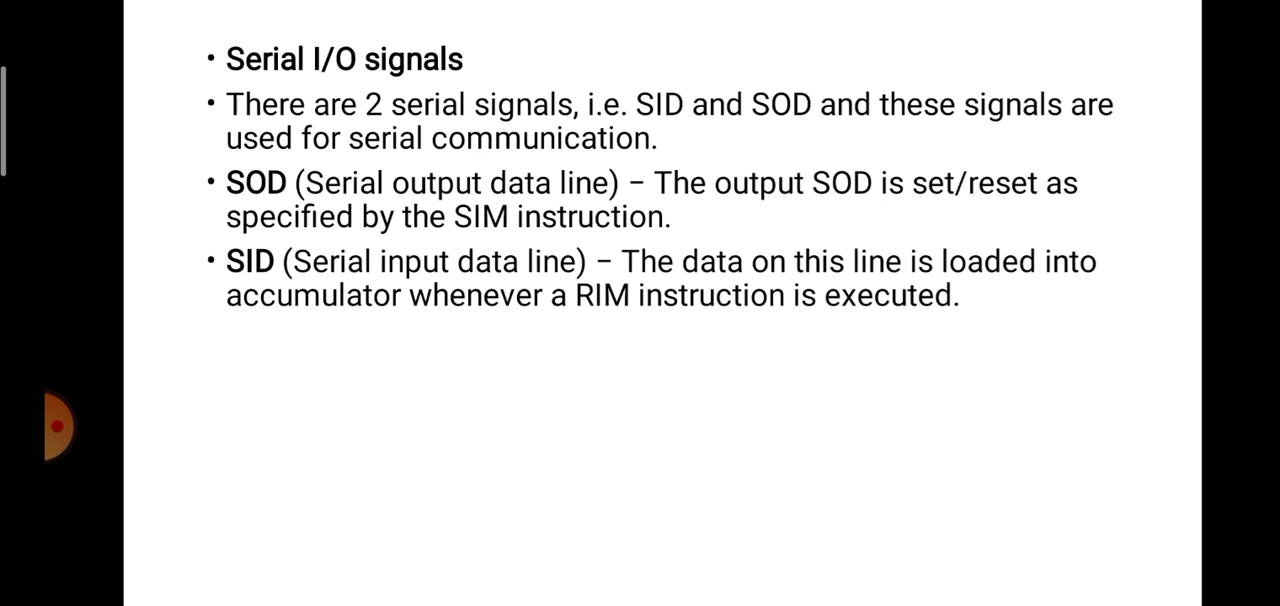 • Serial I/O signals
• There are 2 serial signals, i.e. SID and SOD and these signals are
used for serial communication.
• SOD (Serial output data line) – The output SOD is set/reset as
specified by the SIM instruction.
• SID (Serial input data line) – The data on this line is loaded into
accumulator whenever a RIM instruction is executed.